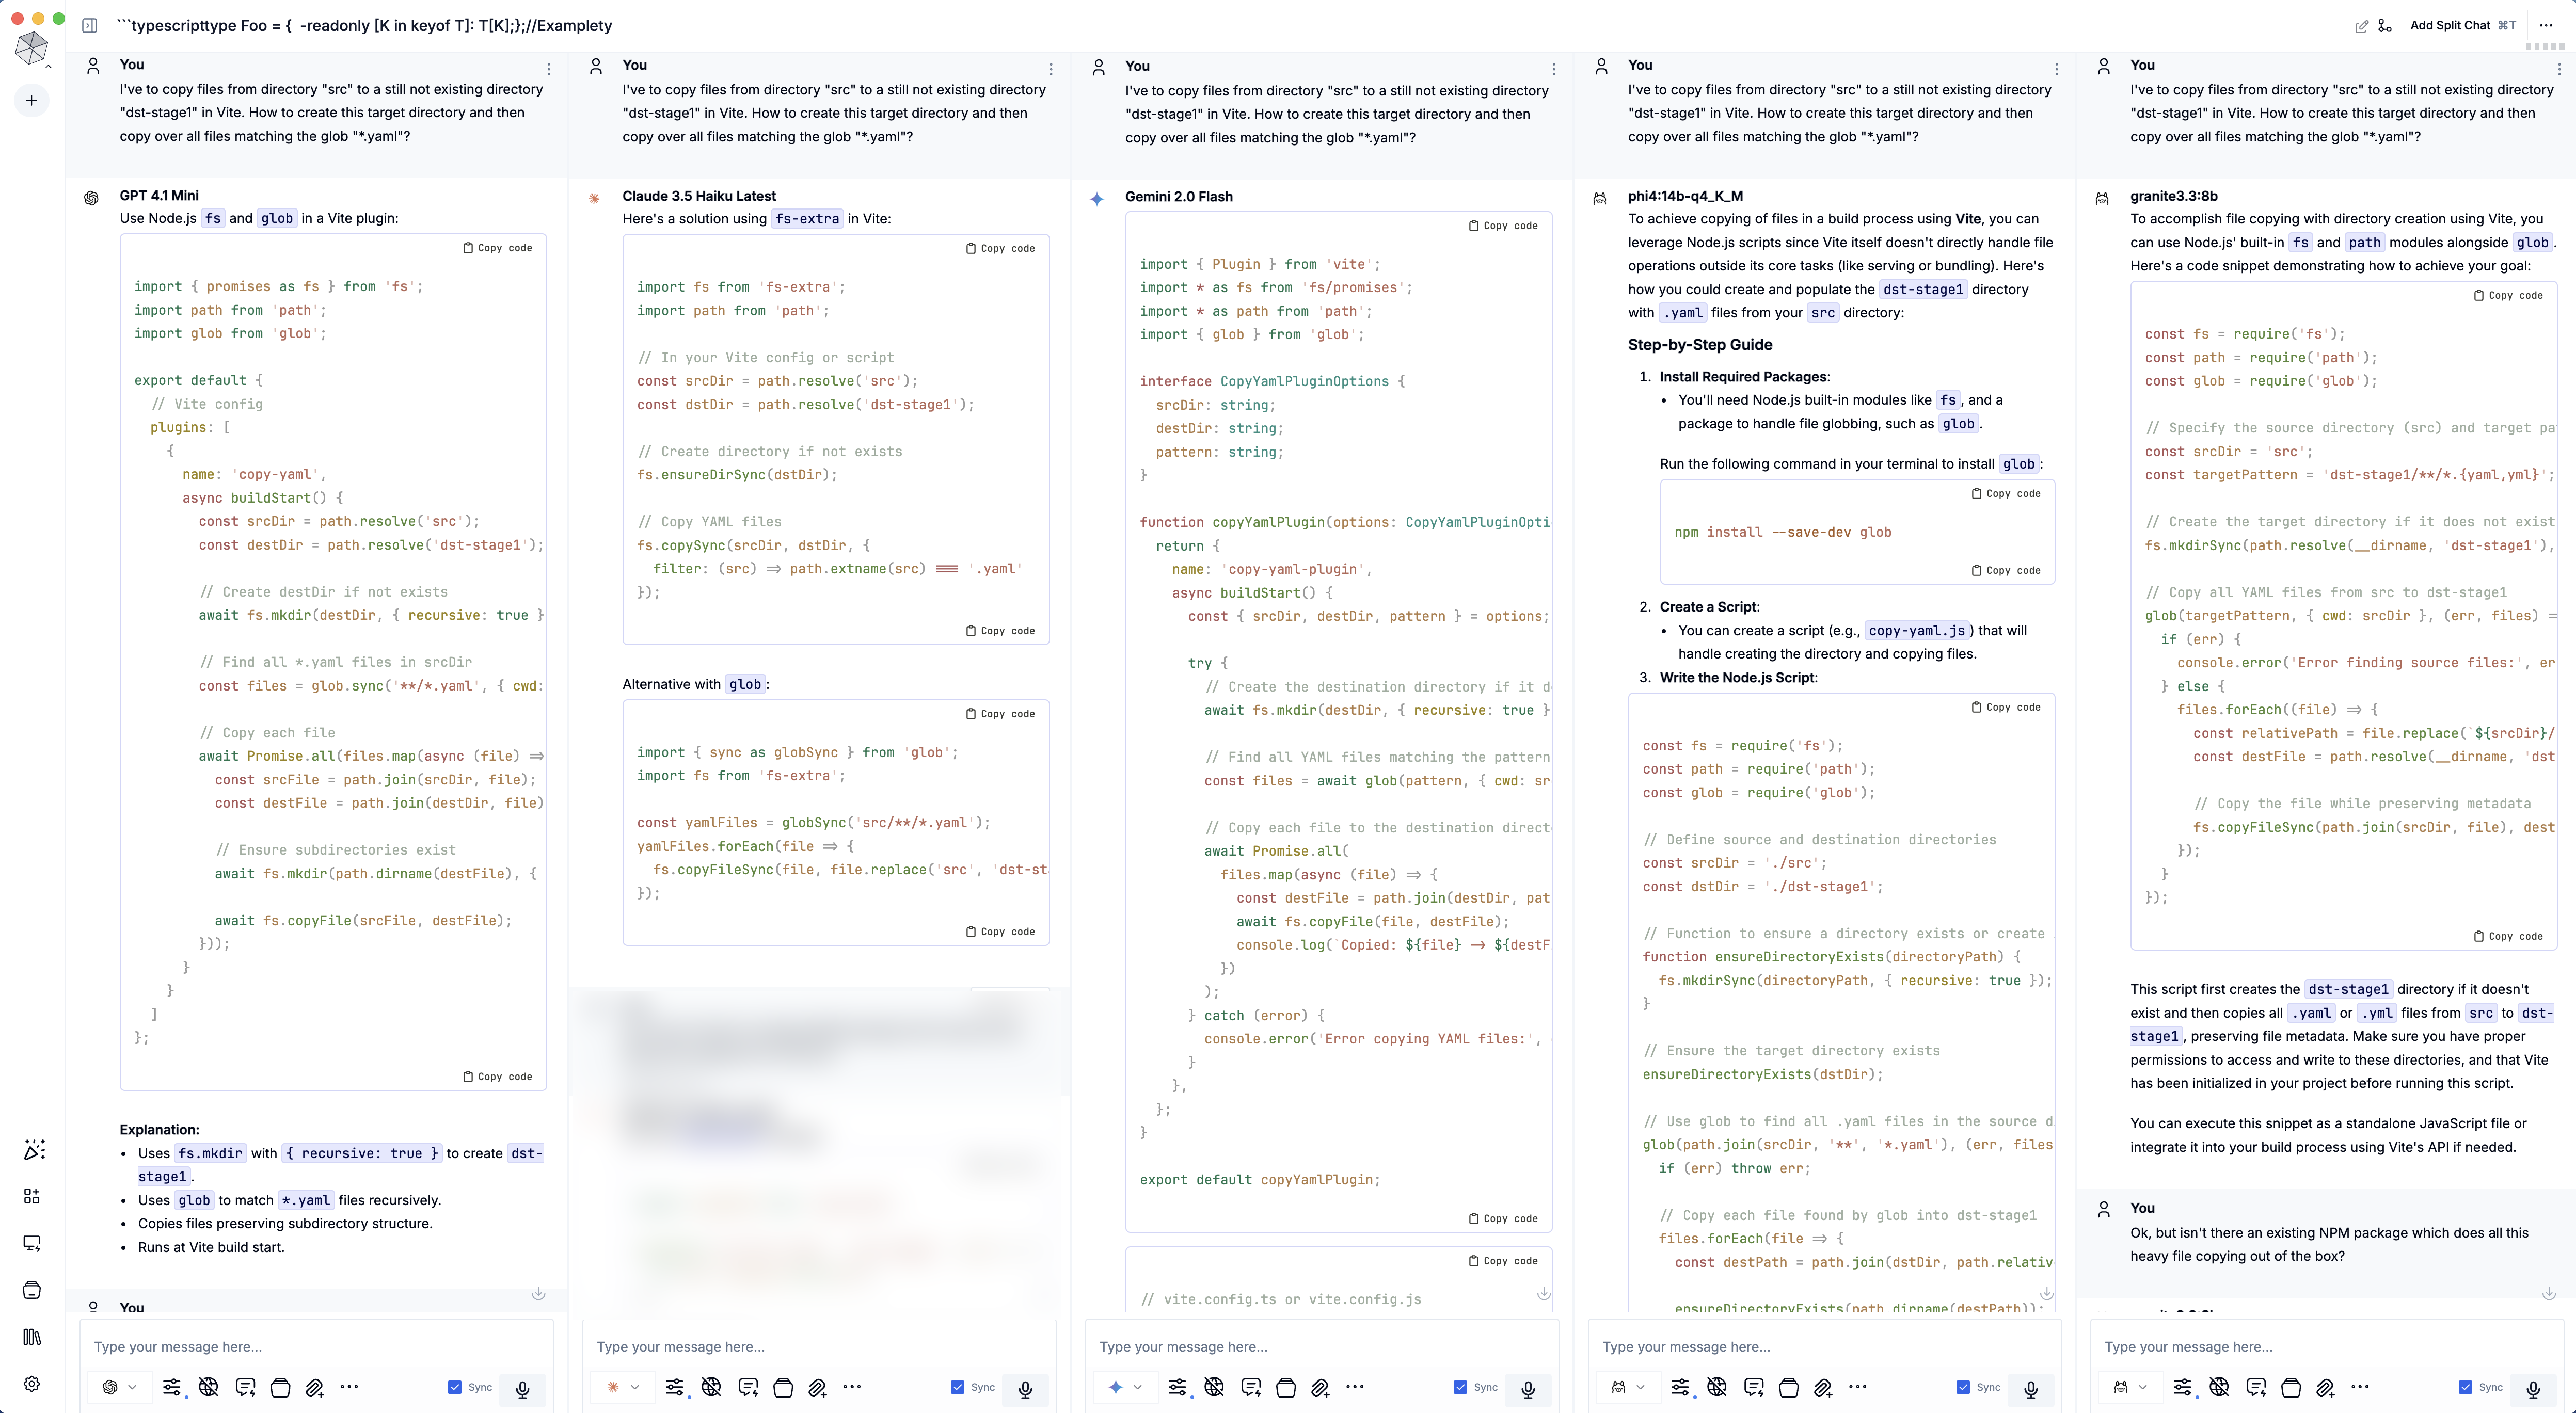 ```typescripttype Foo = {  -readonly [K in keyof T]: T[K];};//Examplety
Add Split Chat ⌘T
You
I've to copy files from directory "src" to a still not existing directory
"dst-stage1" in Vite. How to create this target directory and then
copy over all files matching the glob "*.yaml"?
GPT 4.1 Mini
Use Node.js fs and glob in a Vite plugin:
Copy code
import { promises as fs } from 'fs';
import path from 'path';
import glob from 'glob';
export default {
// Vite config
plugins: [
{
name: 'copy-yaml',
async buildStart() {
const srcDir = path.resolve('src');
const destDir = path.resolve('dst-stage1');
// Create destDir if not exists
await fs.mkdir(destDir, { recursive: true }
// Find all *.yaml files in srcDir
const files = glob.sync('**/*.yaml', { cwd:
// Copy each file
await Promise.all(files.map(async (file) =>
const srcFile = path.join(srcDir, file);
const destFile = path.join(destDir, file)
// Ensure subdirectories exist
await fs.mkdir(path.dirname(destFile), {
await fs.copyFile(srcFile, destFile);
}));
}
}
]
};
Copy code
Explanation:
• Uses fs.mkdir with { recursive: true } to create dst-
stage1.
• Uses glob to match *.yaml files recursively.
• Copies files preserving subdirectory structure.
• Runs at Vite build start.
You
Type your message here...
Sync
You
I've to copy files from directory "src" to a still not existing directory
"dst-stage1" in Vite. How to create this target directory and then
copy over all files matching the glob "*.yaml"?
Claude 3.5 Haiku Latest
Here's a solution using fs-extra in Vite:
Copy code
import fs from 'fs-extra';
import path from 'path';
// In your Vite config or script
const srcDir = path.resolve('src');
const dstDir = path.resolve('dst-stage1');
// Create directory if not exists
fs.ensureDirSync(dstDir);
// Copy YAML files
fs.copySync(srcDir, dstDir, {
filter: (src) => path.extname(src) === '.yaml'
});
Copy code
Alternative with glob:
Copy code
import { sync as globSync } from 'glob';
import fs from 'fs-extra';
const yamlFiles = globSync('src/**/*.yaml');
yamlFiles.forEach(file => {
fs.copyFileSync(file, file.replace('src', 'dst-st
});
Copy code
Type your message here...
Sync
You
I've to copy files from directory "src" to a still not existing directory
"dst-stage1" in Vite. How to create this target directory and then
copy over all files matching the glob "*.yaml"?
Gemini 2.0 Flash
Copy code
import { Plugin } from 'vite';
import * as fs from 'fs/promises';
import * as path from 'path';
import { glob } from 'glob';
interface CopyYamlPluginOptions {
srcDir: string;
destDir: string;
pattern: string;
}
function copyYamlPlugin(options: CopyYamlPluginOpti
return {
name: 'copy-yaml-plugin',
async buildStart() {
const { srcDir, destDir, pattern } = options;
try {
// Create the destination directory if it d
await fs.mkdir(destDir, { recursive: true }
// Find all YAML files matching the pattern
const files = await glob(pattern, { cwd: sr
// Copy each file to the destination direct
await Promise.all(
files.map(async (file) => {
const destFile = path.join(destDir, pat
await fs.copyFile(file, destFile);
console.log(`Copied: ${file} -> ${destF
})
);
} catch (error) {
console.error('Error copying YAML files:',
}
},
};
}
export default copyYamlPlugin;
Copy code
Copy code
// vite.config.ts or vite.config.js
Type your message here...
Sync
You
I've to copy files from directory "src" to a still not existing directory
"dst-stage1" in Vite. How to create this target directory and then
copy over all files matching the glob "*.yaml"?
phi4:14b-q4_K_M
To achieve copying of files in a build process using Vite, you can
leverage Node.js scripts since Vite itself doesn't directly handle file
operations outside its core tasks (like serving or bundling). Here's
how you could create and populate the dst-stage1 directory
with .yaml files from your src directory:
Step-by-Step Guide
1. Install Required Packages:
• You'll need Node.js built-in modules like fs, and a
package to handle file globbing, such as glob.
Run the following command in your terminal to install glob:
Copy code
npm install --save-dev glob
Copy code
2. Create a Script:
• You can create a script (e.g., copy-yaml.js) that will
handle creating the directory and copying files.
3. Write the Node.js Script:
Copy code
const fs = require('fs');
const path = require('path');
const glob = require('glob');
// Define source and destination directories
const srcDir = './src';
const dstDir = './dst-stage1';
// Function to ensure a directory exists or create
function ensureDirectoryExists(directoryPath) {
fs.mkdirSync(directoryPath, { recursive: true });
}
// Ensure the target directory exists
ensureDirectoryExists(dstDir);
// Use glob to find all .yaml files in the source d
glob(path.join(srcDir, '**', '*.yaml'), (err, files
if (err) throw err;
// Copy each file found by glob into dst-stage1
files.forEach(file => {
const destPath = path.join(dstDir, path.relativ
ensureDirectoryExists(path.dirname(destPath));
Type your message here...
Sync
You
I've to copy files from directory "src" to a still not existing directory
"dst-stage1" in Vite. How to create this target directory and then
copy over all files matching the glob "*.yaml"?
granite3.3:8b
To accomplish file copying with directory creation using Vite, you
can use Node.js' built-in fs and path modules alongside glob.
Here's a code snippet demonstrating how to achieve your goal:
Copy code
const fs = require('fs');
const path = require('path');
const glob = require('glob');
// Specify the source directory (src) and target pa
const srcDir = 'src';
const targetPattern = 'dst-stage1/**/*.{yaml,yml}';
// Create the target directory if it does not exist
fs.mkdirSync(path.resolve(__dirname, 'dst-stage1'),
// Copy all YAML files from src to dst-stage1
glob(targetPattern, { cwd: srcDir }, (err, files) =
if (err) {
console.error('Error finding source files:', er
} else {
files.forEach((file) => {
const relativePath = file.replace(`${srcDir}/
const destFile = path.resolve(__dirname, 'dst
// Copy the file while preserving metadata
fs.copyFileSync(path.join(srcDir, file), dest
});
}
});
Copy code
This script first creates the dst-stage1 directory if it doesn't
exist and then copies all .yaml or .yml files from src to dst-
stage1, preserving file metadata. Make sure you have proper
permissions to access and write to these directories, and that Vite
has been initialized in your project before running this script.
You can execute this snippet as a standalone JavaScript file or
integrate it into your build process using Vite's API if needed.
You
Ok, but isn't there an existing NPM package which does all this
heavy file copying out of the box?
Type your message here...
Sync